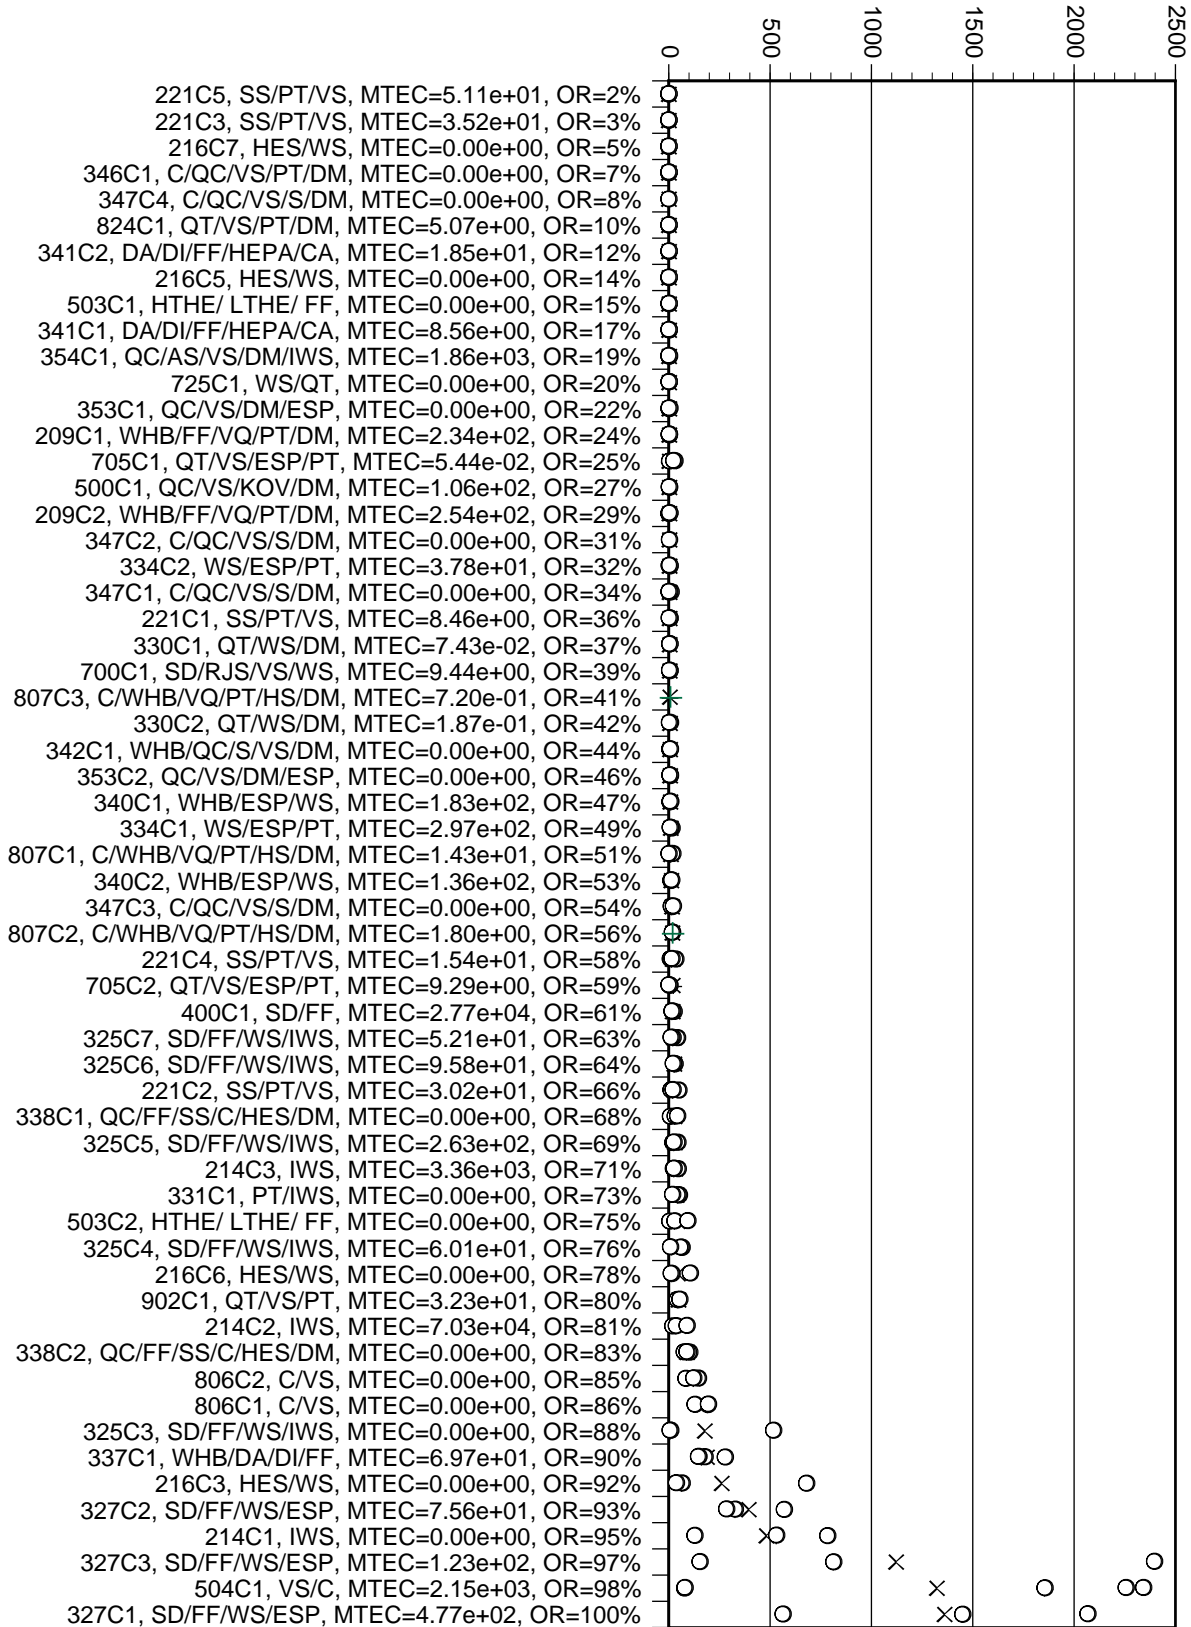 0
500
1000
1500
2000
2500
221C5, SS/PT/VS, MTEC=5.11e+01, OR=2%
221C3, SS/PT/VS, MTEC=3.52e+01, OR=3%
216C7, HES/WS, MTEC=0.00e+00, OR=5%
346C1, C/QC/VS/PT/DM, MTEC=0.00e+00, OR=7%
347C4, C/QC/VS/S/DM, MTEC=0.00e+00, OR=8%
824C1, QT/VS/PT/DM, MTEC=5.07e+00, OR=10%
341C2, DA/DI/FF/HEPA/CA, MTEC=1.85e+01, OR=12%
216C5, HES/WS, MTEC=0.00e+00, OR=14%
503C1, HTHE/ LTHE/ FF, MTEC=0.00e+00, OR=15%
341C1, DA/DI/FF/HEPA/CA, MTEC=8.56e+00, OR=17%
354C1, QC/AS/VS/DM/IWS, MTEC=1.86e+03, OR=19%
725C1, WS/QT, MTEC=0.00e+00, OR=20%
353C1, QC/VS/DM/ESP, MTEC=0.00e+00, OR=22%
209C1, WHB/FF/VQ/PT/DM, MTEC=2.34e+02, OR=24%
705C1, QT/VS/ESP/PT, MTEC=5.44e-02, OR=25%
500C1, QC/VS/KOV/DM, MTEC=1.06e+02, OR=27%
209C2, WHB/FF/VQ/PT/DM, MTEC=2.54e+02, OR=29%
347C2, C/QC/VS/S/DM, MTEC=0.00e+00, OR=31%
334C2, WS/ESP/PT, MTEC=3.78e+01, OR=32%
347C1, C/QC/VS/S/DM, MTEC=0.00e+00, OR=34%
221C1, SS/PT/VS, MTEC=8.46e+00, OR=36%
330C1, QT/WS/DM, MTEC=7.43e-02, OR=37%
700C1, SD/RJS/VS/WS, MTEC=9.44e+00, OR=39%
807C3, C/WHB/VQ/PT/HS/DM, MTEC=7.20e-01, OR=41%
330C2, QT/WS/DM, MTEC=1.87e-01, OR=42%
342C1, WHB/QC/S/VS/DM, MTEC=0.00e+00, OR=44%
353C2, QC/VS/DM/ESP, MTEC=0.00e+00, OR=46%
340C1, WHB/ESP/WS, MTEC=1.83e+02, OR=47%
334C1, WS/ESP/PT, MTEC=2.97e+02, OR=49%
807C1, C/WHB/VQ/PT/HS/DM, MTEC=1.43e+01, OR=51%
340C2, WHB/ESP/WS, MTEC=1.36e+02, OR=53%
347C3, C/QC/VS/S/DM, MTEC=0.00e+00, OR=54%
807C2, C/WHB/VQ/PT/HS/DM, MTEC=1.80e+00, OR=56%
221C4, SS/PT/VS, MTEC=1.54e+01, OR=58%
705C2, QT/VS/ESP/PT, MTEC=9.29e+00, OR=59%
400C1, SD/FF, MTEC=2.77e+04, OR=61%
325C7, SD/FF/WS/IWS, MTEC=5.21e+01, OR=63%
325C6, SD/FF/WS/IWS, MTEC=9.58e+01, OR=64%
221C2, SS/PT/VS, MTEC=3.02e+01, OR=66%
338C1, QC/FF/SS/C/HES/DM, MTEC=0.00e+00, OR=68%
325C5, SD/FF/WS/IWS, MTEC=2.63e+02, OR=69%
214C3, IWS, MTEC=3.36e+03, OR=71%
331C1, PT/IWS, MTEC=0.00e+00, OR=73%
503C2, HTHE/ LTHE/ FF, MTEC=0.00e+00, OR=75%
325C4, SD/FF/WS/IWS, MTEC=6.01e+01, OR=76%
216C6, HES/WS, MTEC=0.00e+00, OR=78%
902C1, QT/VS/PT, MTEC=3.23e+01, OR=80%
214C2, IWS, MTEC=7.03e+04, OR=81%
338C2, QC/FF/SS/C/HES/DM, MTEC=0.00e+00, OR=83%
806C2, C/VS, MTEC=0.00e+00, OR=85%
806C1, C/VS, MTEC=0.00e+00, OR=86%
325C3, SD/FF/WS/IWS, MTEC=0.00e+00, OR=88%
337C1, WHB/DA/DI/FF, MTEC=6.97e+01, OR=90%
216C3, HES/WS, MTEC=0.00e+00, OR=92%
327C2, SD/FF/WS/ESP, MTEC=7.56e+01, OR=93%
214C1, IWS, MTEC=0.00e+00, OR=95%
327C3, SD/FF/WS/ESP, MTEC=1.23e+02, OR=97%
504C1, VS/C, MTEC=2.15e+03, OR=98%
327C1, SD/FF/WS/ESP, MTEC=4.77e+02, OR=100%